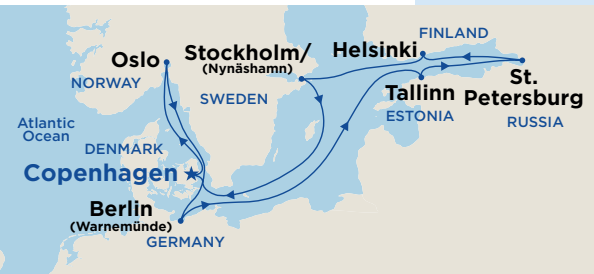 FINLAND
Oslo
Stockholm/
(Nynäshamn)
Helsinki
NORWAY
SWEDEN
Tallinn
St.
Petersburg
ESTONIA
RUSSIA
Atlantic
Ocean
DENMARK
Copenhagen
Berlin
(Warnemünde)
GERMANY